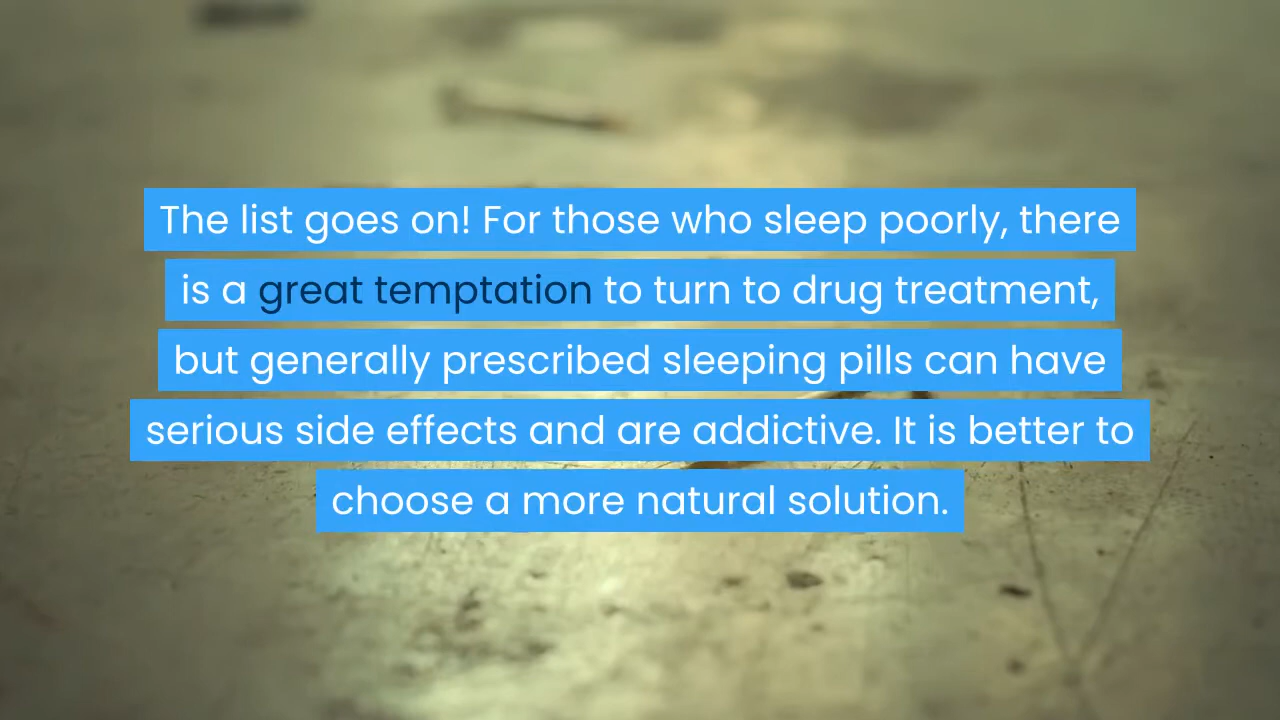 The list goes on! For those who sleep poorly, there
is a great temptation to turn to drug treatment,
but generally prescribed sleeping pills can have
serious side effects and are addictive. It is better to
choose a more natural solution.